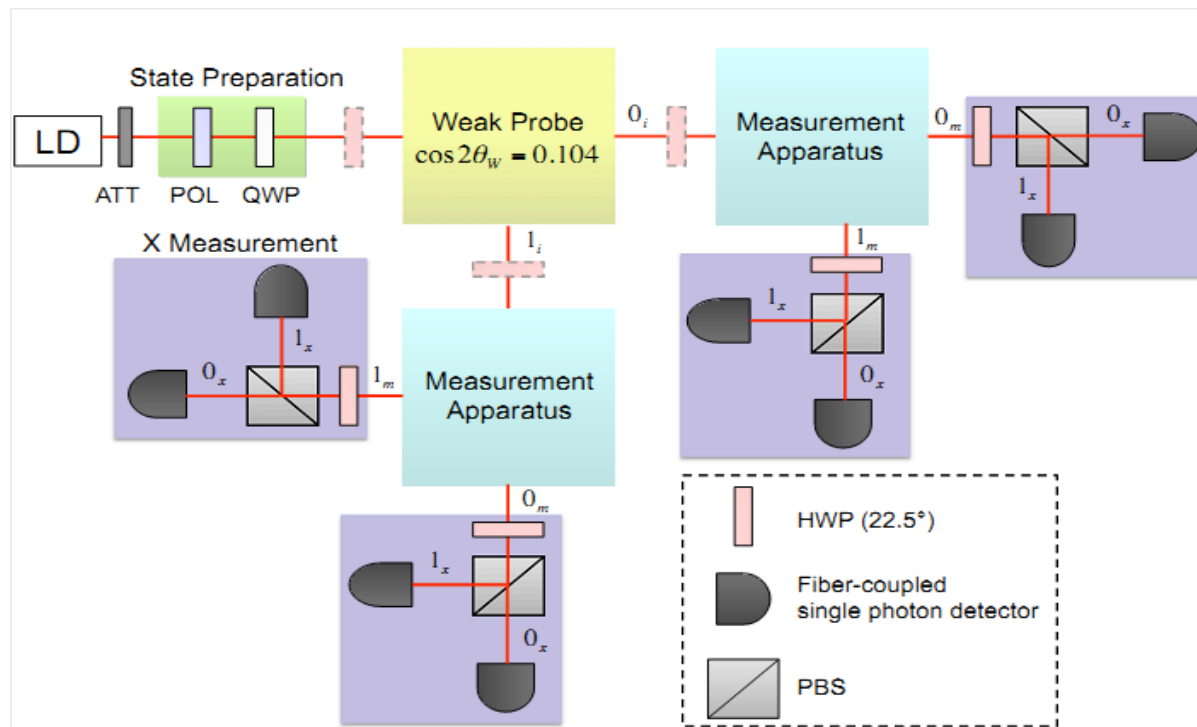 State Preparation
LD
ATT
POL
QWP
Weak Probe
cos2θ_W = 0.104
0_i
1_i
Measurement
Apparatus
0_m
0_x
1_x
1_m
1_x
0_x
X Measurement
1_x
0_x
1_m
Measurement
Apparatus
0_m
1_x
0_x
HWP (22.5°)
Fiber-coupled
single photon detector
PBS